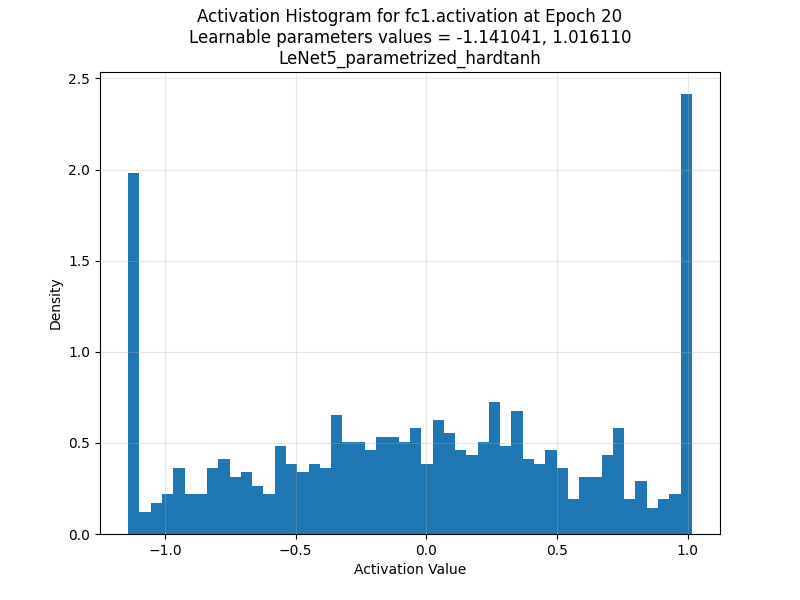 Activation Histogram for fc1.activation at Epoch 20
Learnable parameters values = -1.141041, 1.016110
LeNet5_parametrized_hardtanh
2.5
2.0
1.5
1.0
0.5
0.0
Density
−1.0 −0.5 0.0 0.5 1.0
Activation Value